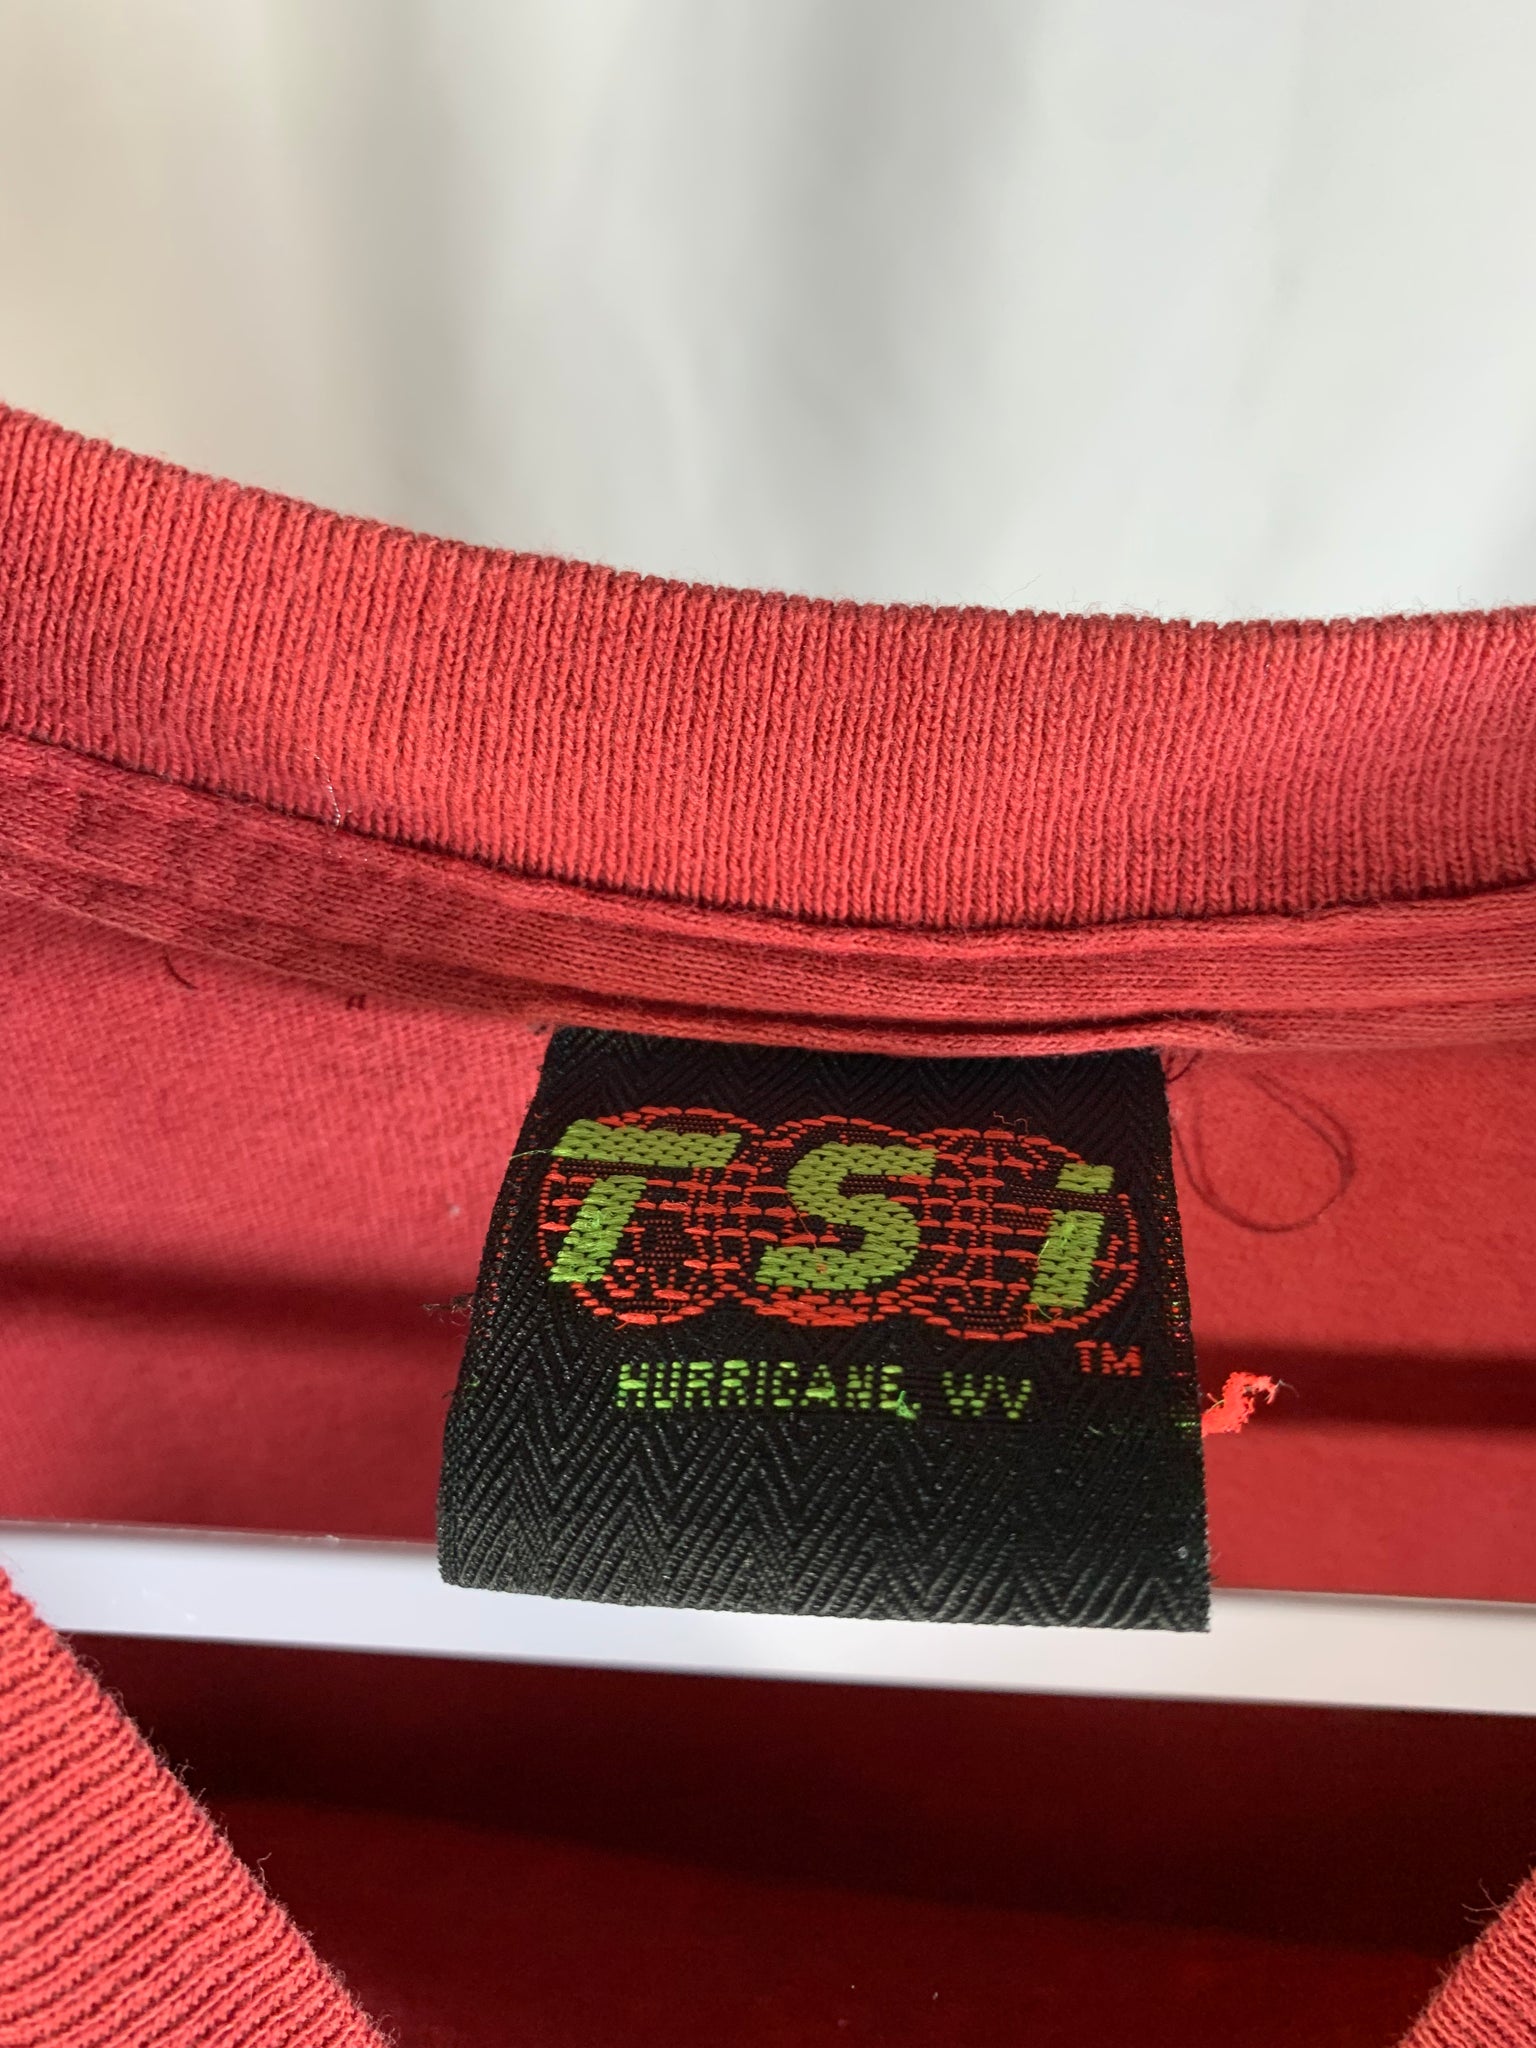 TSi
TM
HURRICANE, WV